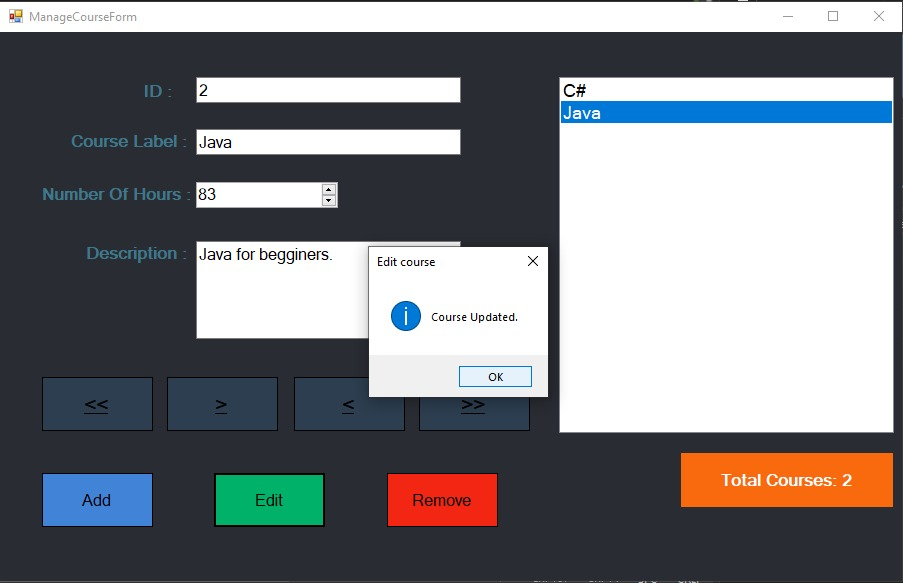 ManageCourseForm
ID :
2
Course Label :
Java
Number Of Hours :
83
Description :
Java for begginers.
C#
Java
Edit course
Course Updated.
OK
<<
>
<
>>
Add
Edit
Remove
Total Courses: 2